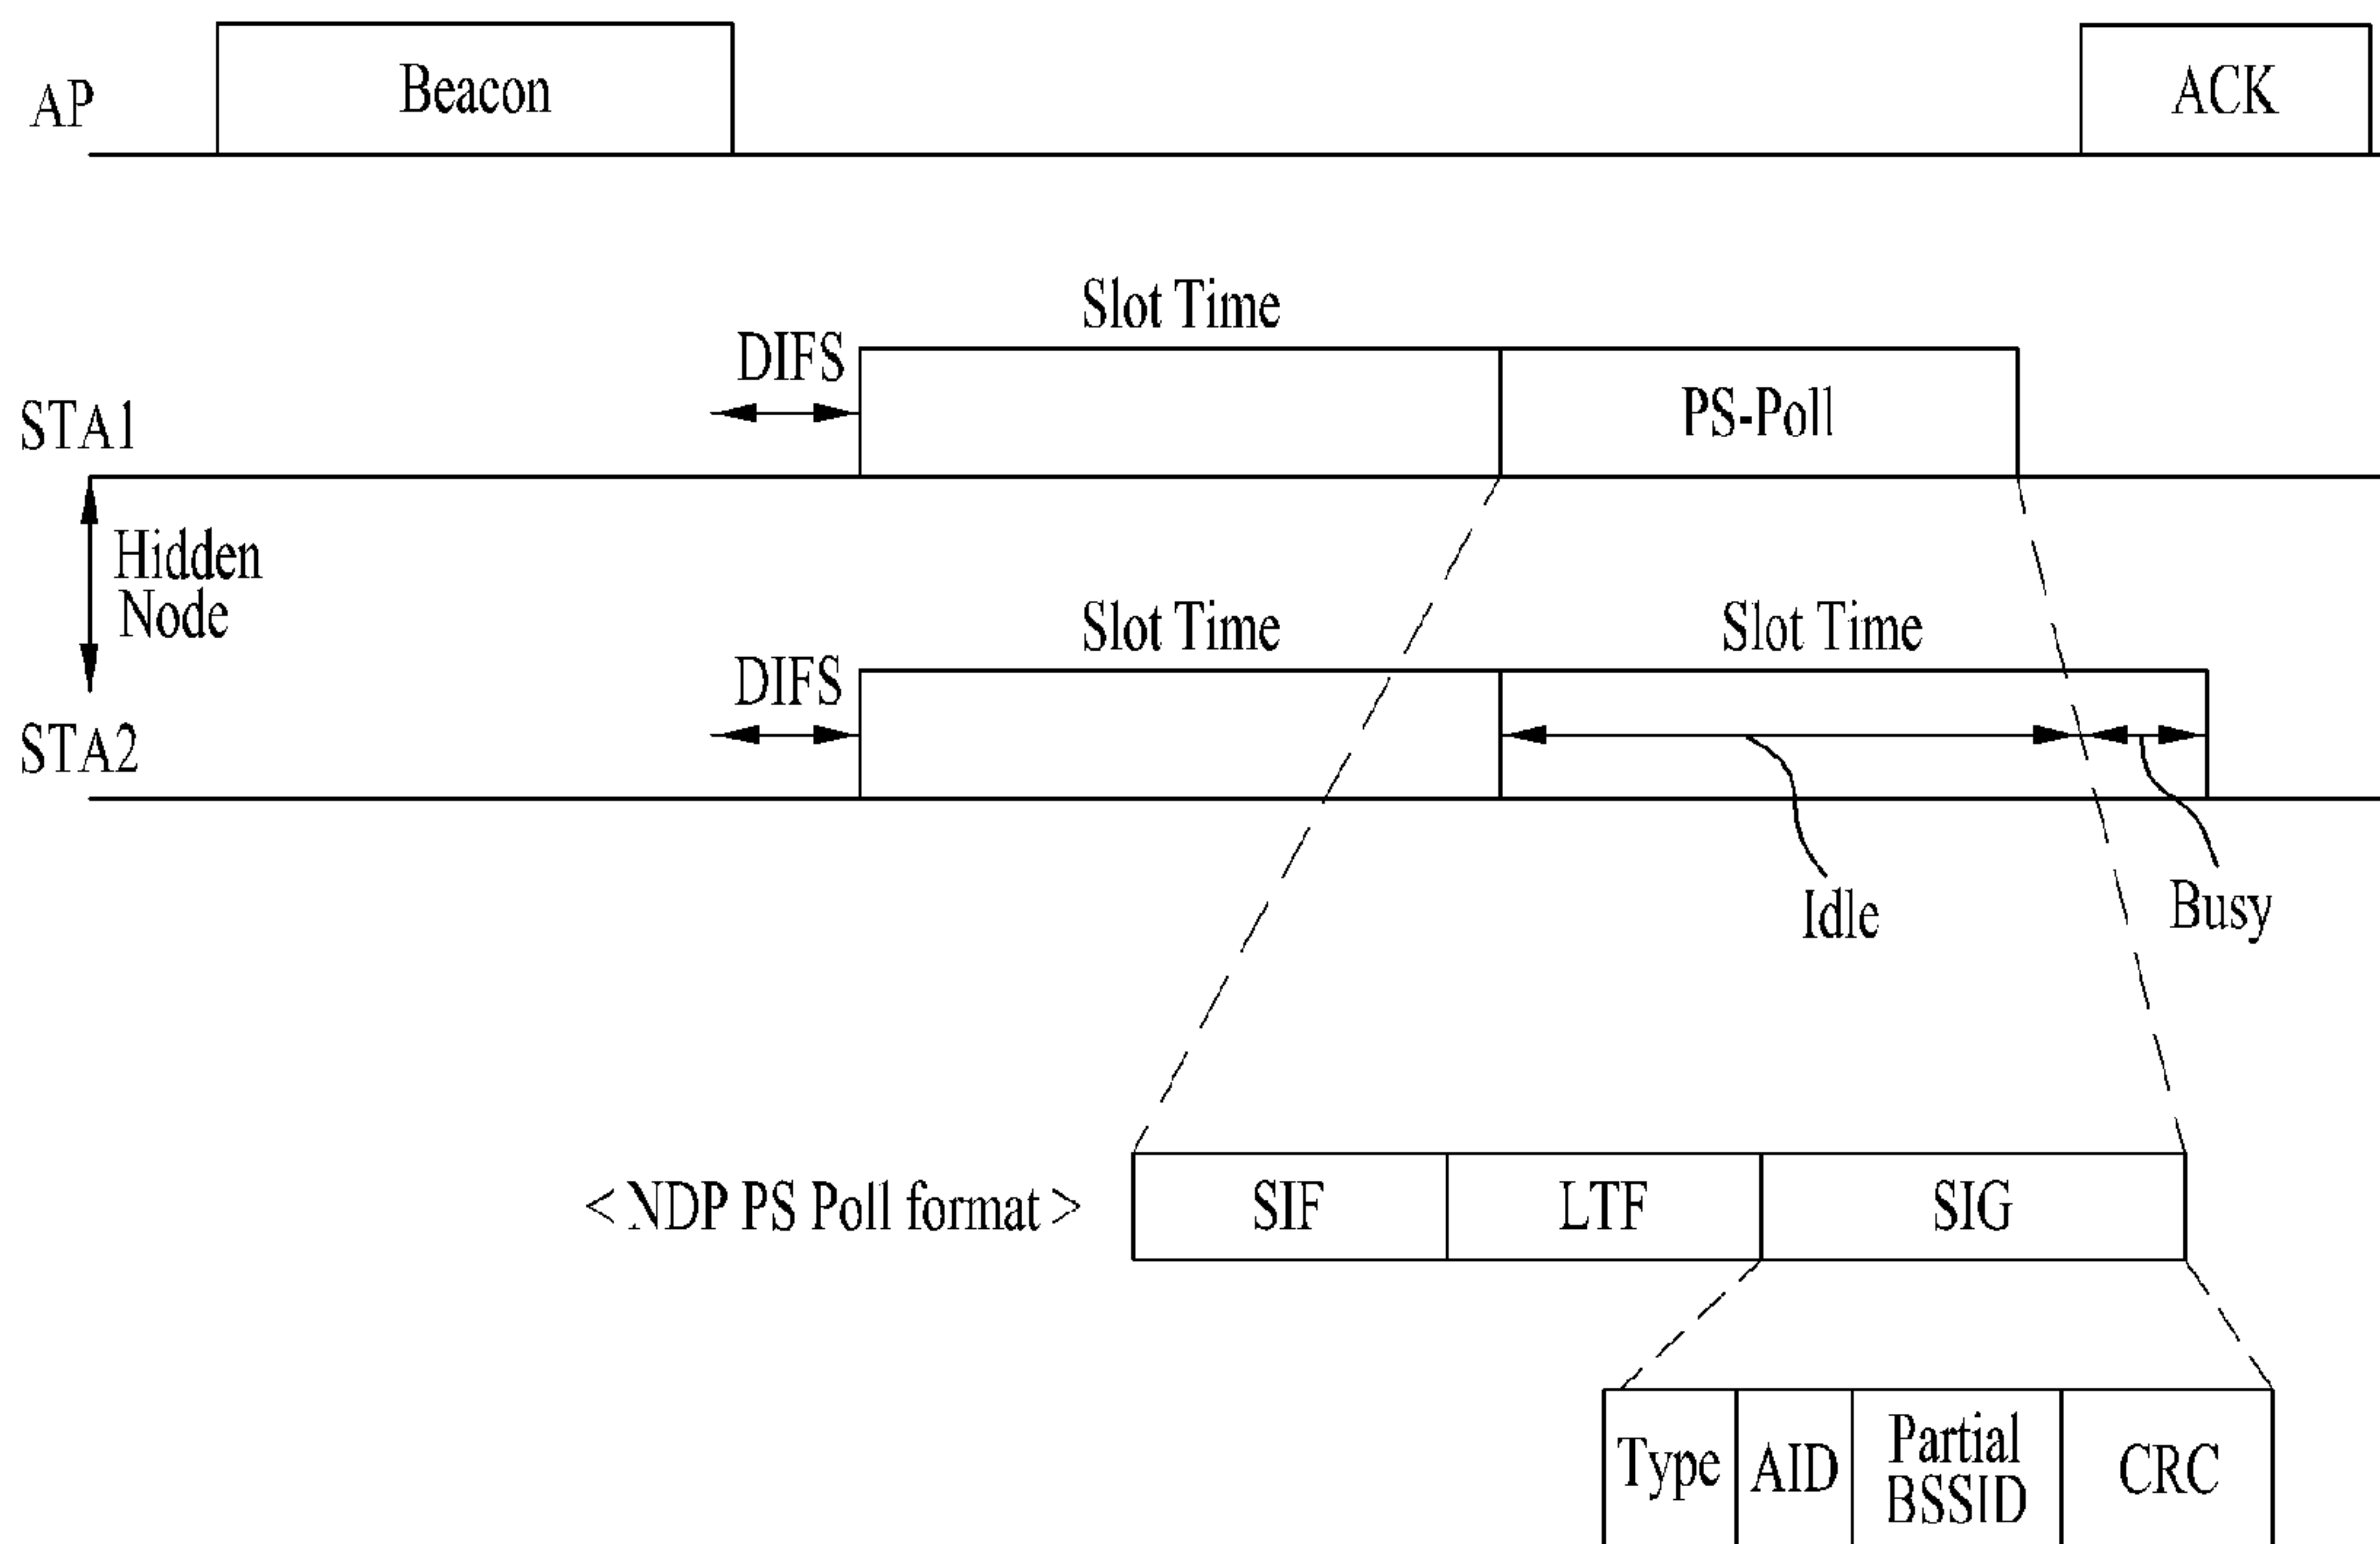 AP
Beacon
ACK
Slot Time
DIFS
STA1
PS-Poll
Hidden
Node
Slot Time
Slot Time
DIFS
STA2
Idle
Busy
< NDP PS Poll format >
SIF
LTF
SIG
Type
AID
Partial
BSSID
CRC